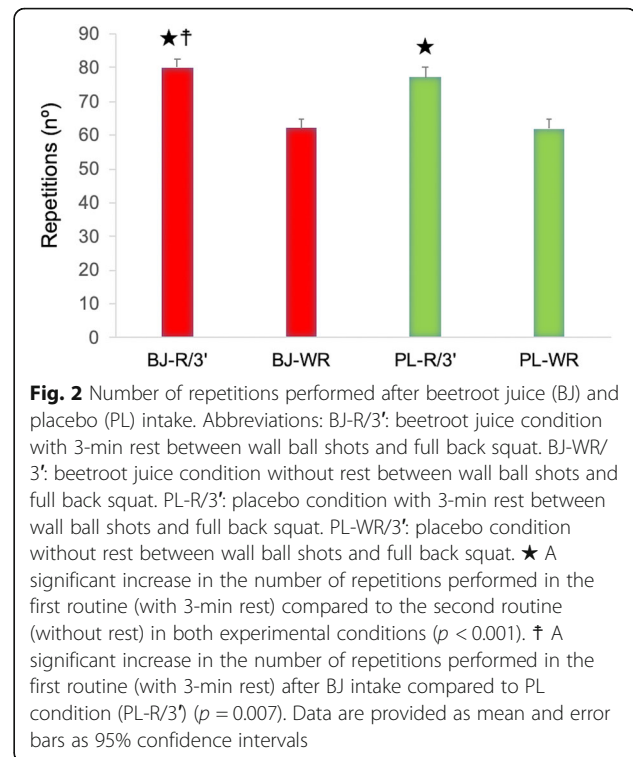 90
80
70
60
50
40
30
20
10
0
Repetitions (nº)
★☨
★
BJ-R/3'
BJ-WR
PL-R/3'
PL-WR
Fig. 2 Number of repetitions performed after beetroot juice (BJ) and
placebo (PL) intake. Abbreviations: BJ-R/3′: beetroot juice condition
with 3-min rest between wall ball shots and full back squat. BJ-WR/
3′: beetroot juice condition without rest between wall ball shots and
full back squat. PL-R/3′: placebo condition with 3-min rest between
wall ball shots and full back squat. PL-WR/3′: placebo condition
without rest between wall ball shots and full back squat. ★ A
significant increase in the number of repetitions performed in the
first routine (with 3-min rest) compared to the second routine
(without rest) in both experimental conditions (p < 0.001). ☨ A
significant increase in the number of repetitions performed in the
first routine (with 3-min rest) after BJ intake compared to PL
condition (PL-R/3′) (p = 0.007). Data are provided as mean and error
bars as 95% confidence intervals